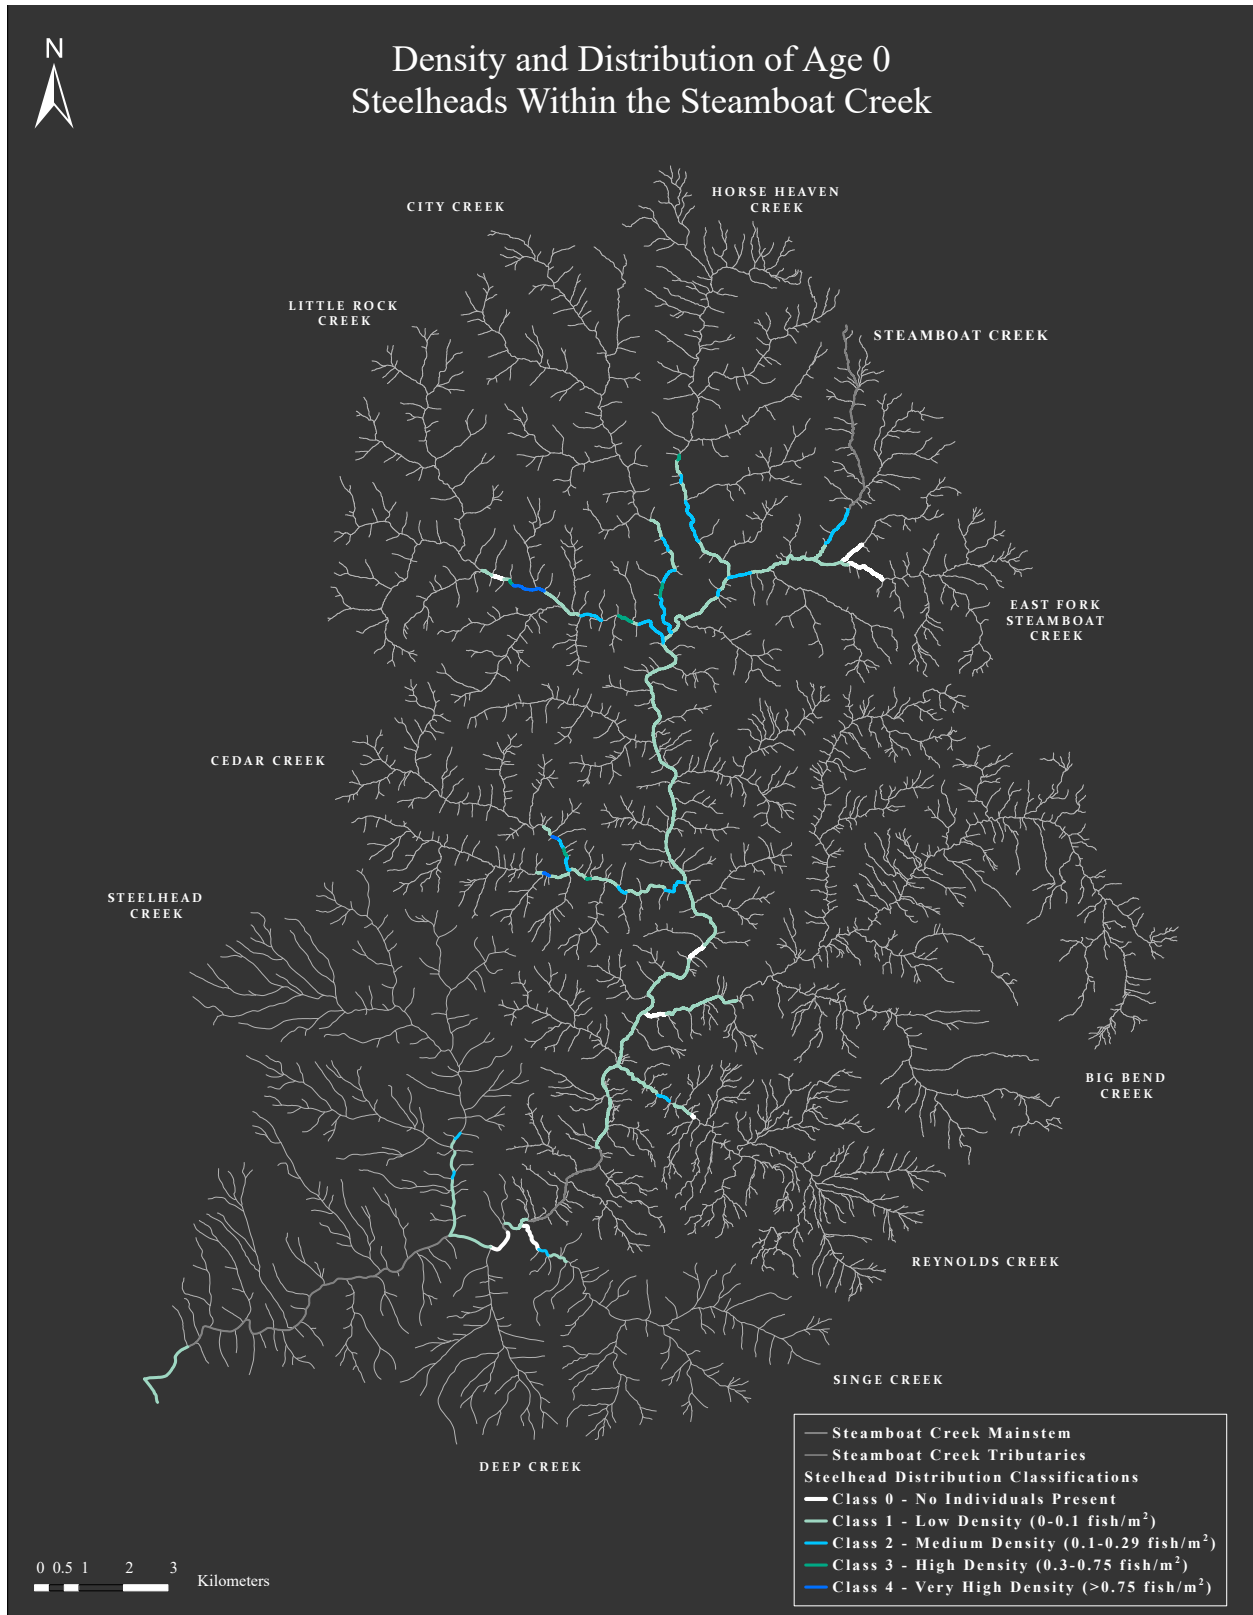 N
Density and Distribution of Age 0
Steelheads Within the Steamboat Creek
HORSE HEAVEN
CREEK
CITY CREEK
LITTLE ROCK
CREEK
STEAMBOAT CREEK
EAST FORK
STEAMBOAT
CREEK
CEDAR CREEK
STEELHEAD
CREEK
BIG BEND
CREEK
REYNOLDS CREEK
SINGE CREEK
DEEP CREEK
Steamboat Creek Mainstem
Steamboat Creek Tributaries
Steelhead Distribution Classifications
Class 0 - No Individuals Present
Class 1 - Low Density (0-0.1 fish/m²)
Class 2 - Medium Density (0.1-0.29 fish/m²)
Class 3 - High Density (0.3-0.75 fish/m²)
Class 4 - Very High Density (>0.75 fish/m²)
0 0.5 1 2 3
Kilometers